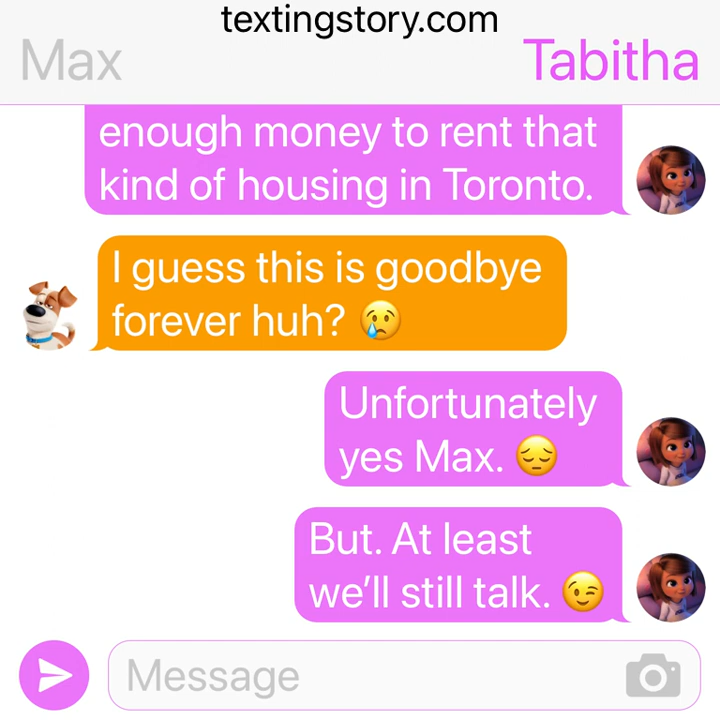 textingstory.com
Max
Tabitha
enough money to rent that
kind of housing in Toronto.
I guess this is goodbye
forever huh? 😢
Unfortunately
yes Max. 😔
But. At least
we’ll still talk. 😉
Message